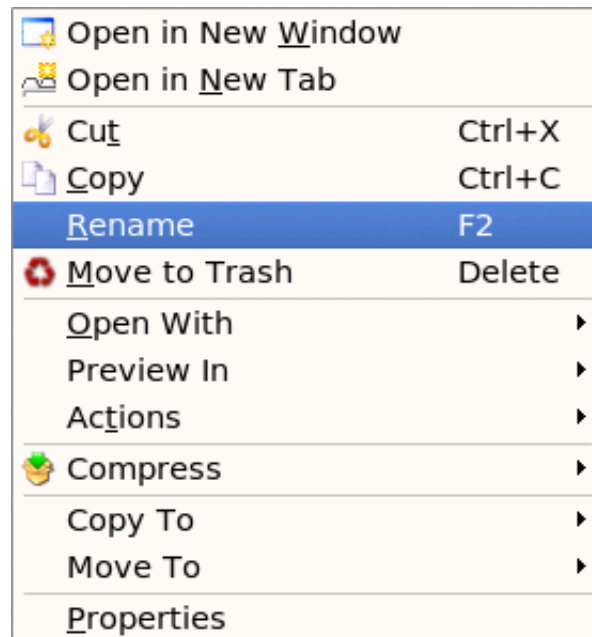 Open in New Window
Open in New Tab
Cut Ctrl+X
Copy Ctrl+C
Rename F2
Move to Trash Delete
Open With
Preview In
Actions
Compress
Copy To
Move To
Properties